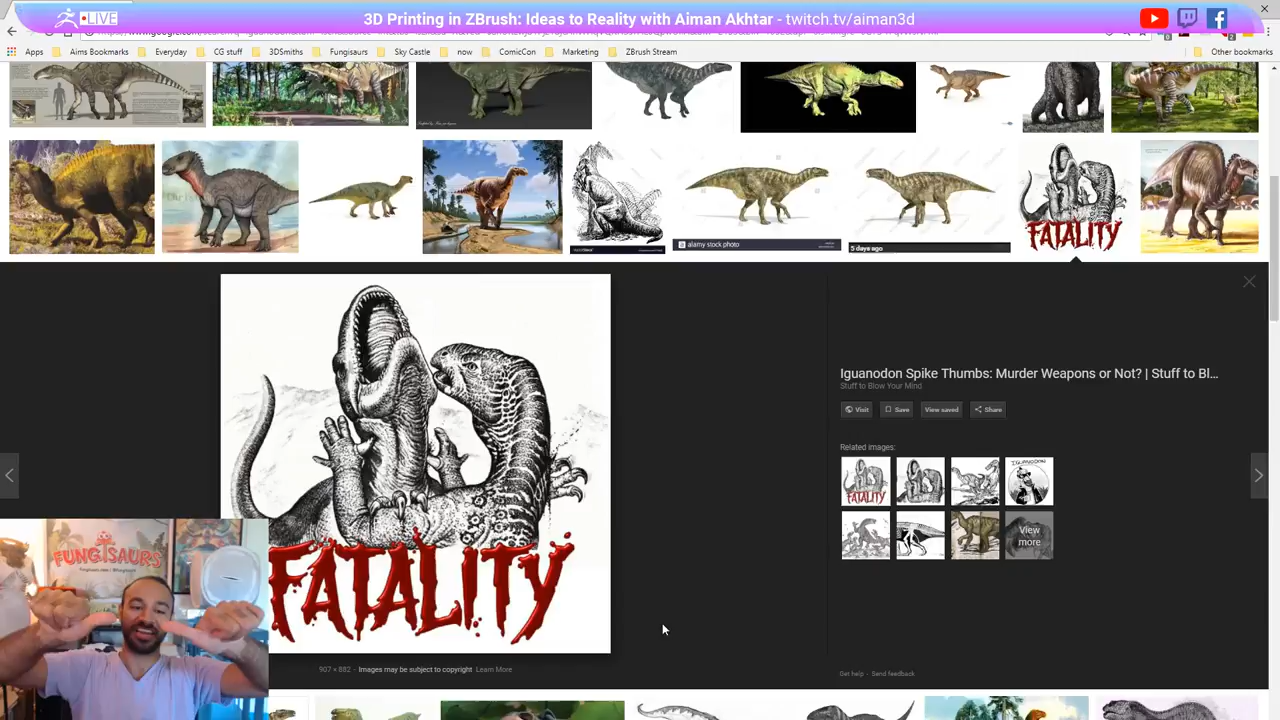 LIVE
3D Printing in ZBrush: Ideas to Reality with Aiman Akhtar - twitch.tv/aiman3d
Apps
Aims Bookmarks
Everyday
CG stuff
3DSmiths
Fungisaurs
Sky Castle
now
ComicCon
Marketing
ZBrush Stream
Other bookmarks
a alamy stock photo
5 days ago
FATALITY
FATALITY
Iguanodon Spike Thumbs: Murder Weapons or Not? | Stuff to Bl...
Stuff to Blow Your Mind
Visit
Save
View saved
Share
Related images:
FATALITY
IGUANODON
View
more
907 × 882 - Images may be subject to copyright Learn More
Get help - Send feedback
FUNGISAURS